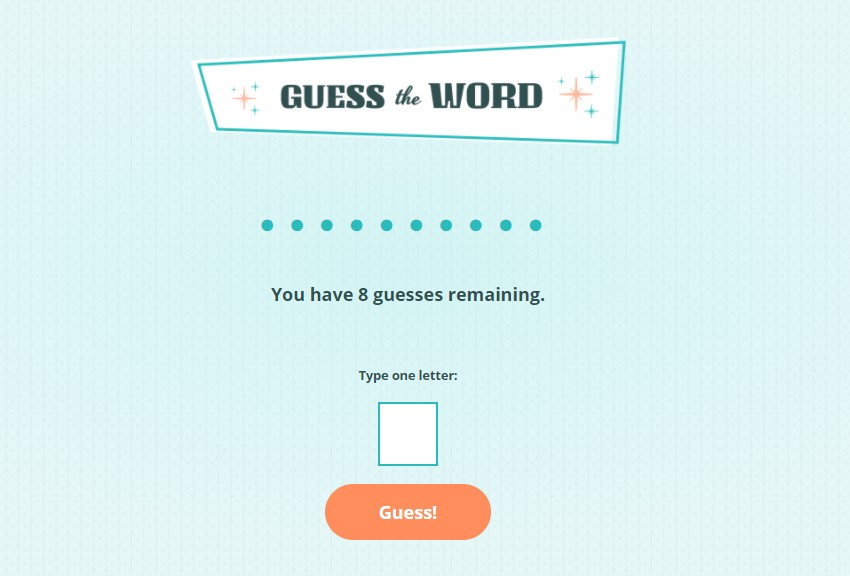 GUESS the WORD
● ● ● ● ● ● ● ● ● ●
You have 8 guesses remaining.
Type one letter:
Guess!